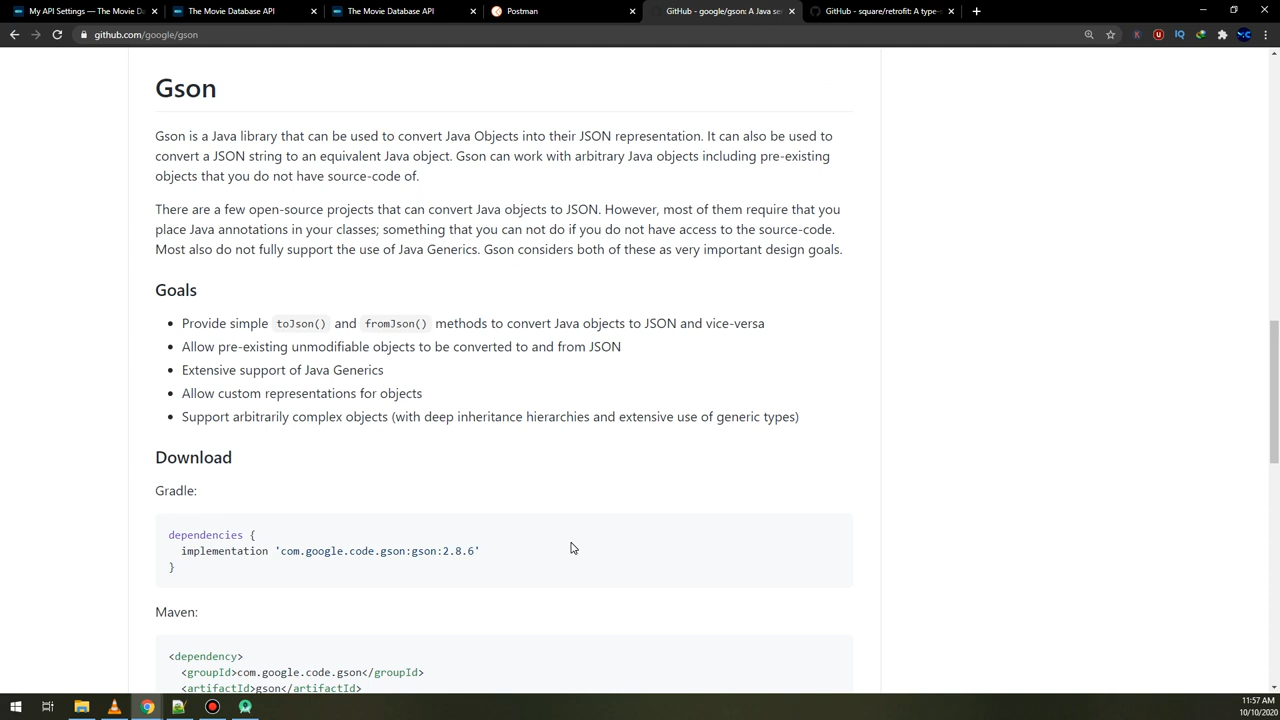 My API Settings — The Movie Da
The Movie Database API
The Movie Database API
Postman
GitHub - google/gson: A Java se
GitHub - square/retrofit: A type-
github.com/google/gson
Gson
Gson is a Java library that can be used to convert Java Objects into their JSON representation. It can also be used to
convert a JSON string to an equivalent Java object. Gson can work with arbitrary Java objects including pre-existing
objects that you do not have source-code of.
There are a few open-source projects that can convert Java objects to JSON. However, most of them require that you
place Java annotations in your classes; something that you can not do if you do not have access to the source-code.
Most also do not fully support the use of Java Generics. Gson considers both of these as very important design goals.
Goals
Provide simple toJson() and fromJson() methods to convert Java objects to JSON and vice-versa
Allow pre-existing unmodifiable objects to be converted to and from JSON
Extensive support of Java Generics
Allow custom representations for objects
Support arbitrarily complex objects (with deep inheritance hierarchies and extensive use of generic types)
Download
Gradle:
dependencies {
implementation 'com.google.code.gson:gson:2.8.6'
}
Maven:
<dependency>
<groupId>com.google.code.gson</groupId>
<artifactId>gson</artifactId>
11:57 AM
10/10/2020